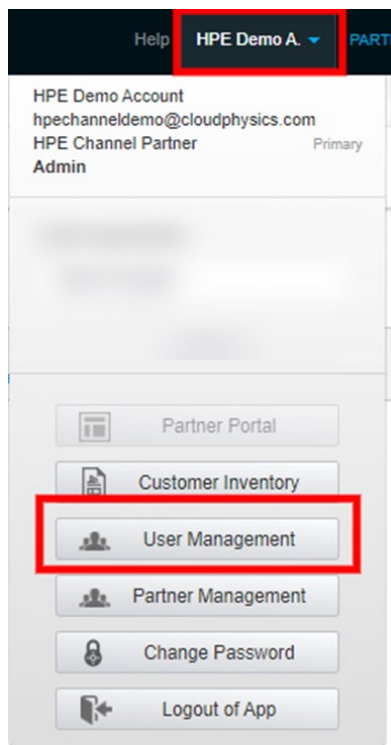 Help HPE Demo A. PART
HPE Demo Account
hpechanneldemo@cloudphysics.com
HPE Channel Partner Primary
Admin
Partner Portal
Customer Inventory
User Management
Partner Management
Change Password
Logout of App